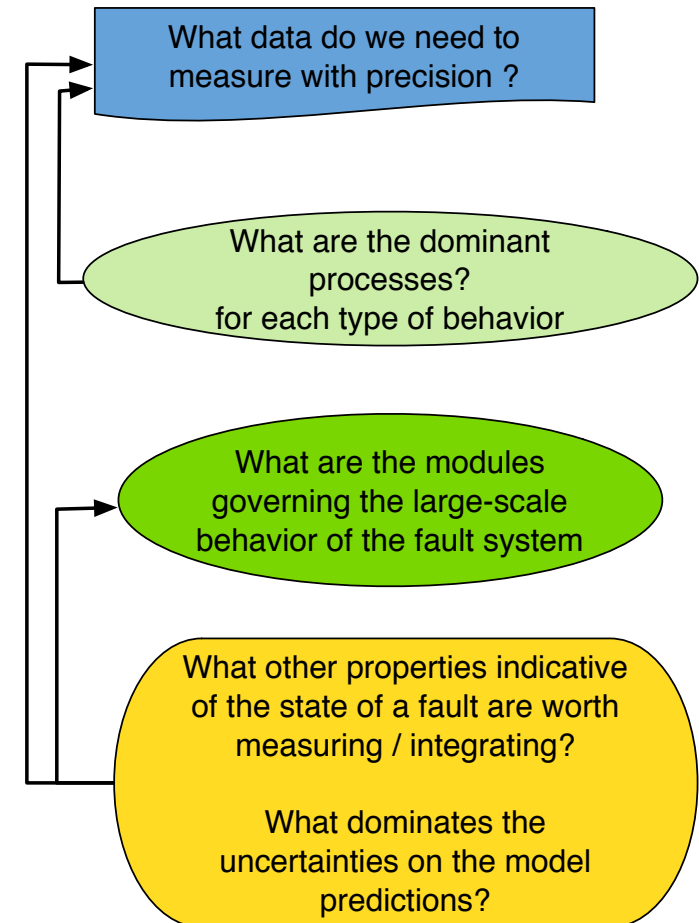 What data do we need to
measure with precision ?
What are the dominant
processes?
for each type of behavior
What are the modules
governing the large-scale
behavior of the fault system
What other properties indicative
of the state of a fault are worth
measuring / integrating?
What dominates the
uncertainties on the model
predictions?